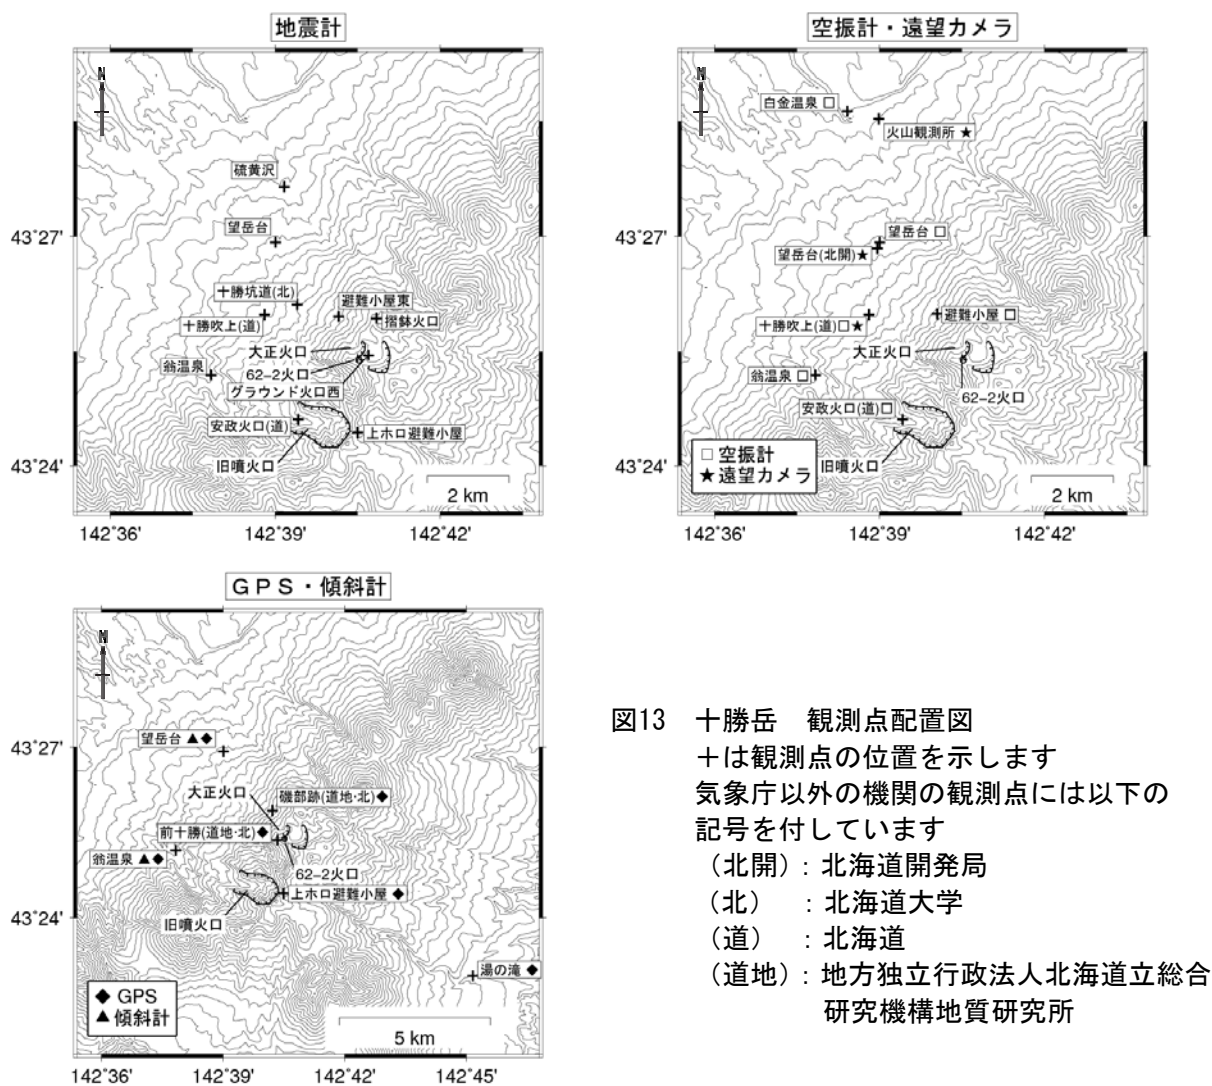 地震計
N
硫黄沢
望岳台
43°27'
十勝坑道(北)
避難小屋東
十勝吹上(道)
摺鉢火口
大正火口
翁温泉
62-2火口
グラウンド火口西
安政火口(道)
上ホロ避難小屋
旧噴火口
43°24'
2 km
142°36'
142°39'
142°42'
空振計・遠望カメラ
N
白金温泉 □
火山観測所 ★
望岳台 □
43°27'
望岳台(北開)★
避難小屋 □
十勝吹上(道)□★
大正火口
翁温泉 □
62-2火口
安政火口(道)□
□ 空振計
旧噴火口
43°24'
★遠望カメラ
2 km
142°36'
142°39'
142°42'
GPS・傾斜計
N
望岳台 ▲◆
43°27'
大正火口
磯部跡(道地・北)◆
前十勝(道地・北)◆
翁温泉 ▲◆
62-2火口
上ホロ避難小屋 ◆
43°24'
旧噴火口
湯の滝 ◆
◆ GPS
▲傾斜計
5 km
142°36'
142°39'
142°42'
142°45'
図13 十勝岳 観測点配置図
+は観測点の位置を示します
気象庁以外の機関の観測点には以下の
記号を付しています
(北開):北海道開発局
(北) :北海道大学
(道) :北海道
(道地):地方独立行政法人北海道立総合
研究機構地質研究所